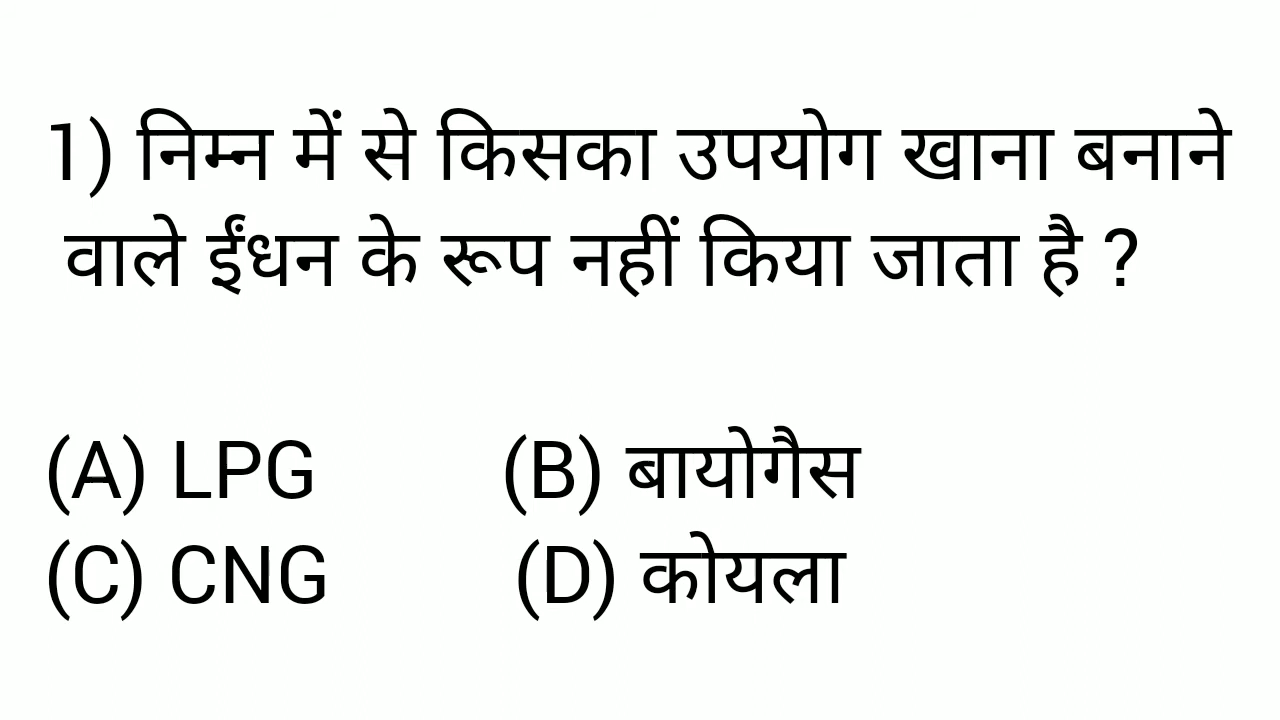 1) निम्न में से किसका उपयोग खाना बनाने
वाले ईंधन के रूप नहीं किया जाता है ?
(A) LPG (B) बायोगैस
(C) CNG (D) कोयला